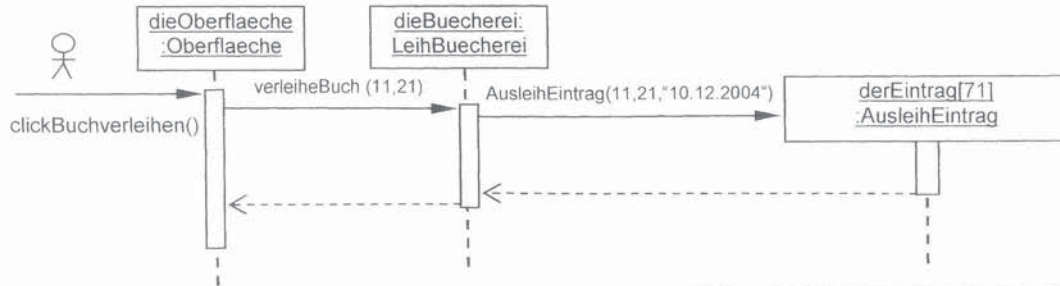 dieOberflaeche
:Oberflaeche
dieBuecherei:
LeihBuecherei
verleiheBuch (11,21)
AusleihEintrag(11,21,"10.12.2004")
derEintrag[71]
:AusleihEintrag
clickBuchverleihen()